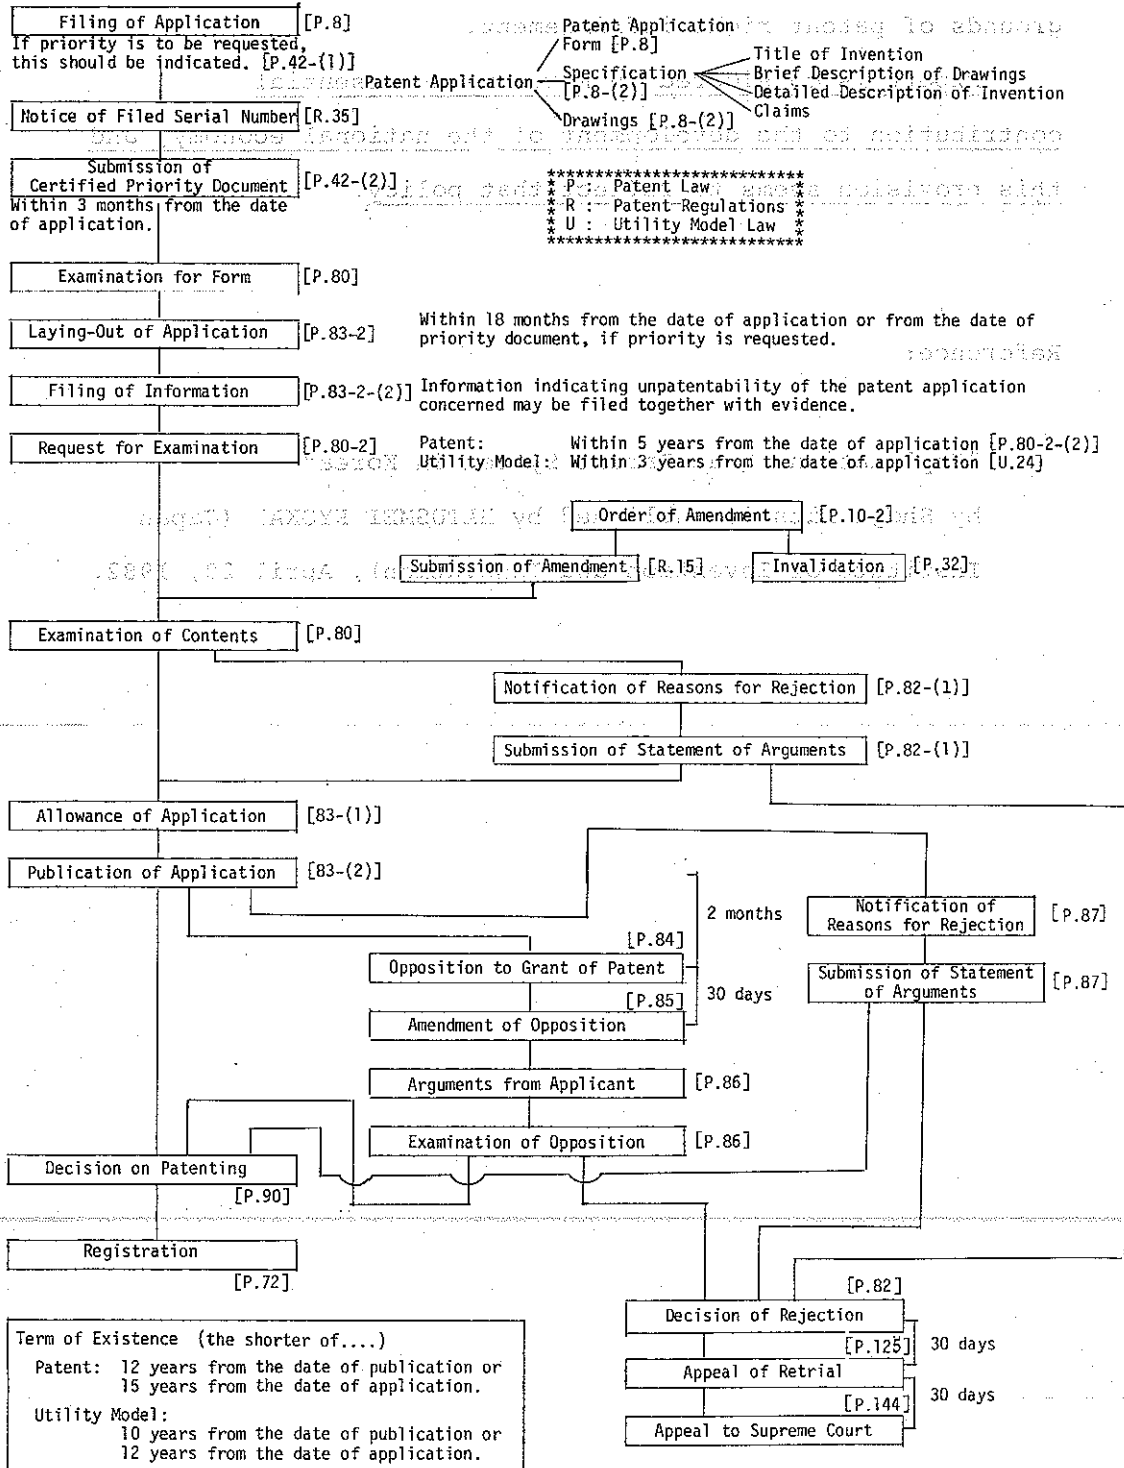 Filing of Application [P.8]
If priority is to be requested,
this should be indicated. [P.42-(1)]
Patent Application
Patent Application
Form [P.8]
Specification
[P.8-(2)]
Drawings [P.8-(2)]
Title of Invention
Brief Description of Drawings
Detailed Description of Invention
Claims
Notice of Filed Serial Number [R.35]
Submission of
Certified Priority Document [P.42-(2)]
Within 3 months from the date
of application.
****************************
* P : Patent Law *
* R : Patent Regulations *
* U : Utility Model Law *
****************************
Examination for Form [P.80]
Laying-Out of Application [P.83-2] Within 18 months from the date of application or from the date of
priority document, if priority is requested.
Filing of Information [P.83-2-(2)] Information indicating unpatentability of the patent application
concerned may be filed together with evidence.
Request for Examination [P.80-2] Patent: Within 5 years from the date of application [P.80-2-(2)]
Utility Model: Within 3 years from the date of application [U.24]
Order of Amendment [P.10-2]
Submission of Amendment [R.15] Invalidation [P.32]
Examination of Contents [P.80]
Notification of Reasons for Rejection [P.82-(1)]
Submission of Statement of Arguments [P.82-(1)]
Allowance of Application [83-(1)]
Publication of Application [83-(2)]
2 months
Notification of
Reasons for Rejection [P.87]
[P.84]
Opposition to Grant of Patent
Submission of Statement
of Arguments [P.87]
[P.85] 30 days
Amendment of Opposition
Arguments from Applicant [P.86]
Examination of Opposition [P.86]
Decision on Patenting
[P.90]
Registration
[P.72]
[P.82]
Decision of Rejection
[P.125] 30 days
Appeal of Retrial
[P.144] 30 days
Appeal to Supreme Court
Term of Existence (the shorter of....)
Patent: 12 years from the date of publication or
15 years from the date of application.
Utility Model:
10 years from the date of publication or
12 years from the date of application.